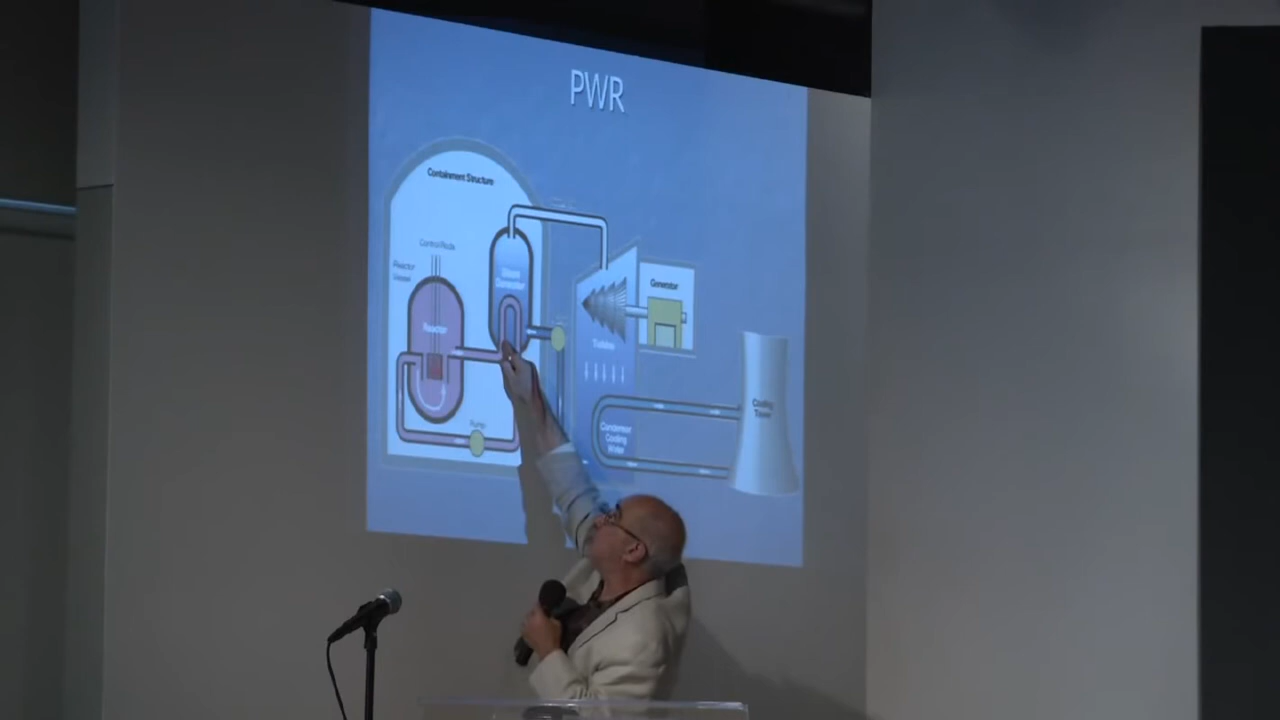 PWR
Containment Structure
Control Rods
Reactor
Vessel
Steam
Generator
Generator
Reactor
Turbine
Cooling
Tower
Pump
Condenser
Cooling
Water